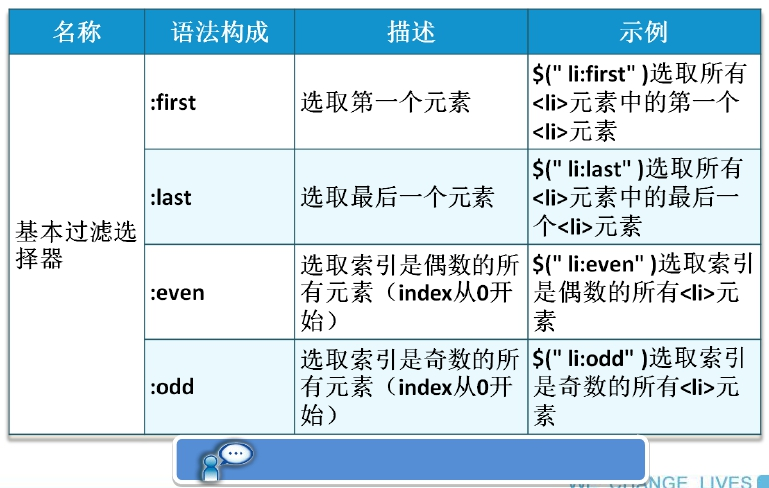 名称 语法构成 描述 示例
基本过滤选
择器
:first
选取第一个元素
$(" li:first" )选取所有
<li>元素中的第一个
<li>元素
:last
选取最后一个元素
$(" li:last" )选取所有
<li>元素中的最后一
个<li>元素
:even
选取索引是偶数的所
有元素（index从0开
始）
$(" li:even" )选取索引
是偶数的所有<li>元
素
:odd
选取索引是奇数的所
有元素（index从0开
始）
$(" li:odd" )选取索引
是奇数的所有<li>元
素
CHANGE LIVES